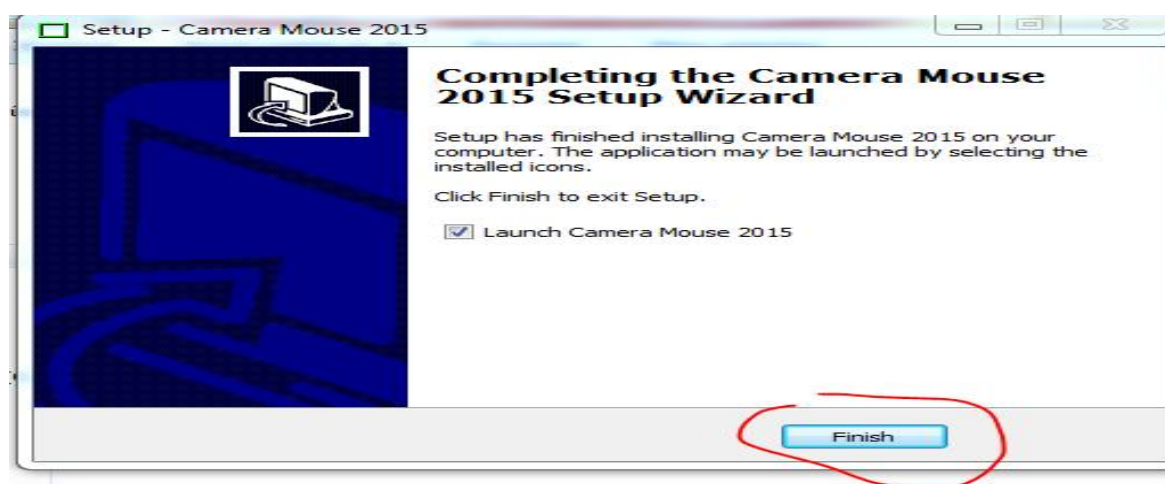 Setup - Camera Mouse 2015
Completing the Camera Mouse
2015 Setup Wizard
Setup has finished installing Camera Mouse 2015 on your
computer. The application may be launched by selecting the
installed icons.
Click Finish to exit Setup.
Launch Camera Mouse 2015
Finish